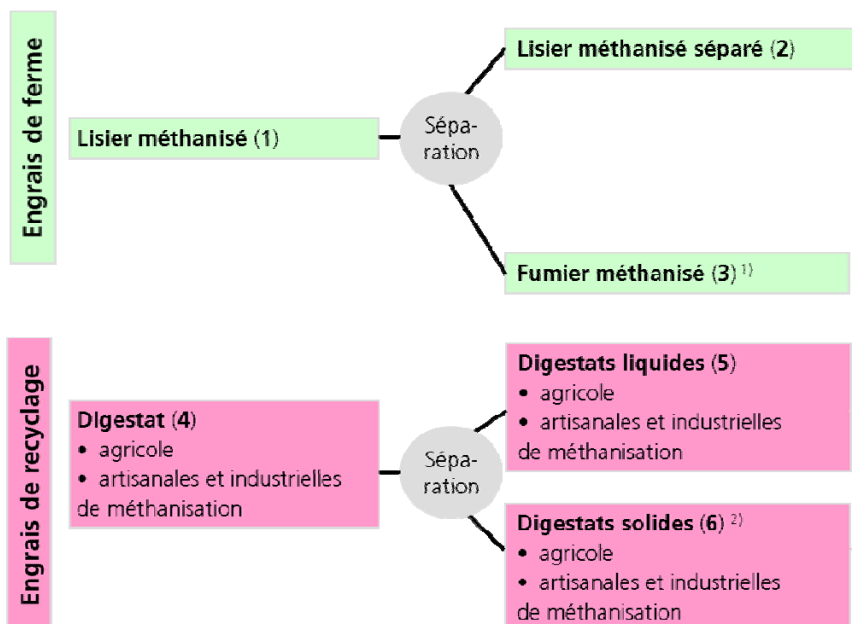 Engrais de ferme
Lisier méthanisé (1)
Sépa-
ration
Lisier méthanisé séparé (2)
Fumier méthanisé (3) 1)
Engrais de recyclage
Digestat (4)
• agricole
• artisanales et industrielles
de méthanisation
Sépa-
ration
Digestats liquides (5)
• agricole
• artisanales et industrielles
de méthanisation
Digestats solides (6) 2)
• agricole
• artisanales et industrielles
de méthanisation